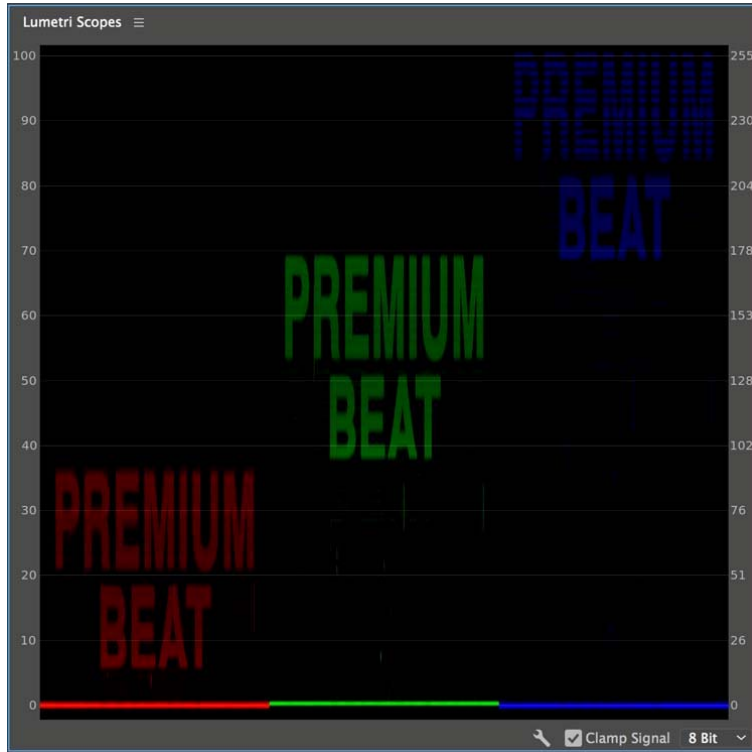 Lumetri Scopes
100
90
80
70
60
50
40
30
20
10
0
PREMIUM
BEAT
PREMIUM
BEAT
PREMIUM
BEAT
255
230
204
178
153
128
102
76
51
26
0
Clamp Signal 8 Bit